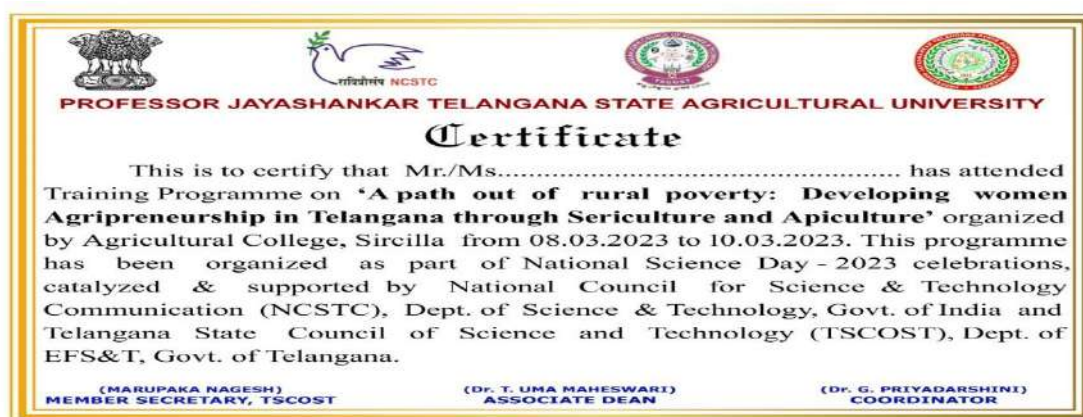 राविप्रौसंप NCSTC
TSCOST
PROFESSOR JAYASHANKAR TELANGANA STATE AGRICULTURAL UNIVERSITY
Certificate
This is to certify that Mr./Ms.................................................... has attended
Training Programme on ‘A path out of rural poverty: Developing women
Agripreneurship in Telangana through Sericulture and Apiculture’ organized
by Agricultural College, Sircilla from 08.03.2023 to 10.03.2023. This programme
has been organized as part of National Science Day - 2023 celebrations,
catalyzed & supported by National Council for Science & Technology
Communication (NCSTC), Dept. of Science & Technology, Govt. of India and
Telangana State Council of Science and Technology (TSCOST), Dept. of
EFS&T, Govt. of Telangana.
(MARUPAKA NAGESH) (Dr. T. UMA MAHESWARI) (Dr. G. PRIYADARSHINI)
MEMBER SECRETARY, TSCOST ASSOCIATE DEAN COORDINATOR